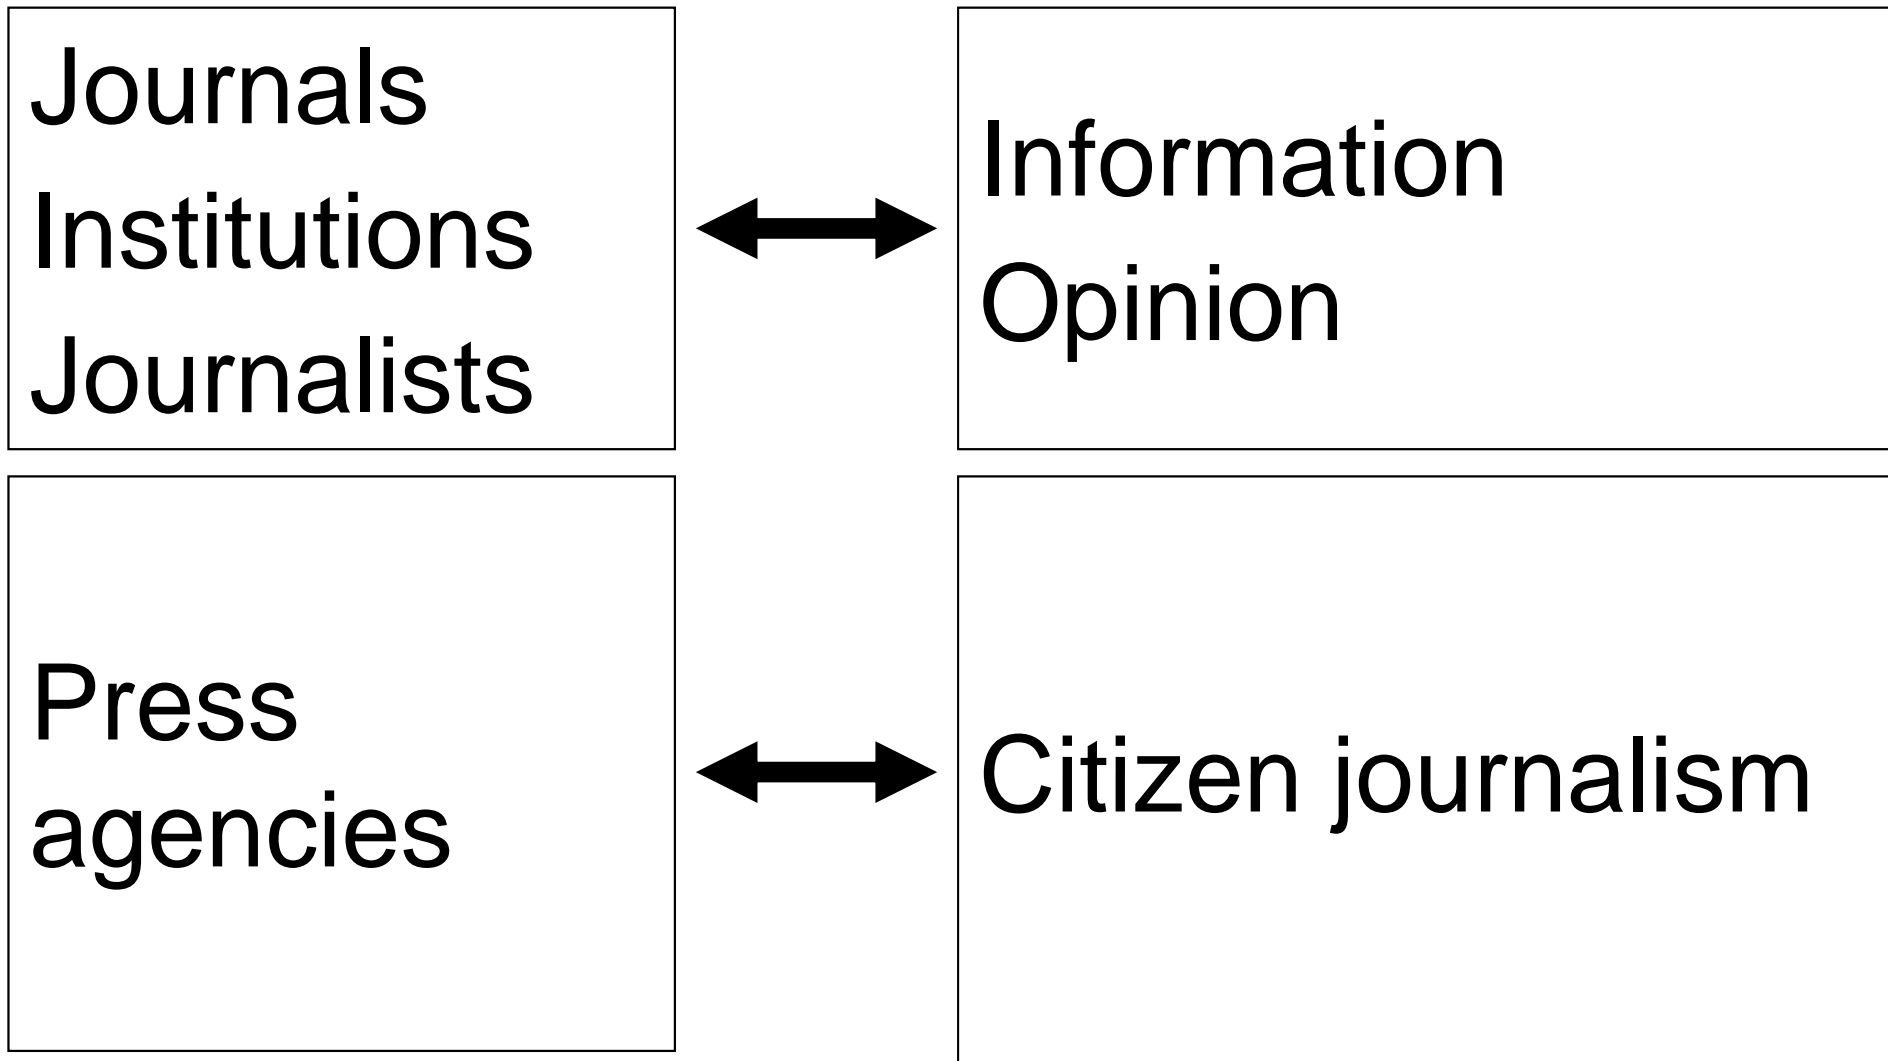 Journals
Institutions
Journalists
Information
Opinion
Press
agencies
Citizen journalism